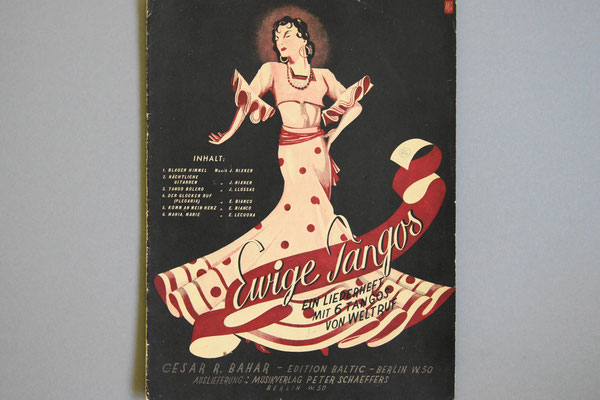 INHALT:
1. BLAUER HIMMEL Musik J. RIXNER
2. NÄCHTLICHE
GITARREN „ J. RIXNER
3. TANGO BOLERO „ J. LLOSSAS
4. DER GLOCKEN RUF
(PLEGARIA) „ E. BIANCO
5. KOMM AN MEIN HERZ „ E. BIANCO
6. MARIA, MARIE „ E. LECUONA
Ewige Tangos
EIN LIEDERHEFT
MIT 6 TANGOS
VON WELTRUF
CESAR R. BAHAR - EDITION BALTIC - BERLIN W.50
AUSLIEFERUNG: MUSIKVERLAG PETER SCHAEFFERS
BERLIN W.50